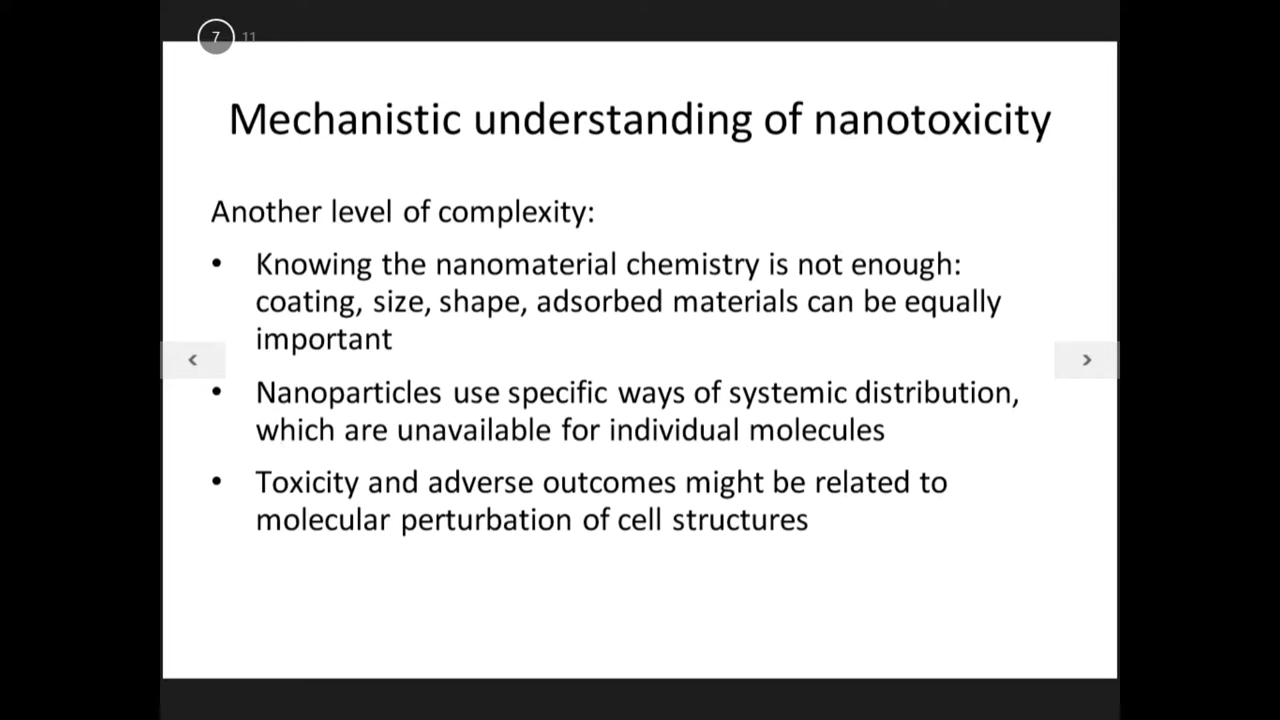 7 11
Mechanistic understanding of nanotoxicity
Another level of complexity:
• Knowing the nanomaterial chemistry is not enough:
coating, size, shape, adsorbed materials can be equally
important
• Nanoparticles use specific ways of systemic distribution,
which are unavailable for individual molecules
• Toxicity and adverse outcomes might be related to
molecular perturbation of cell structures